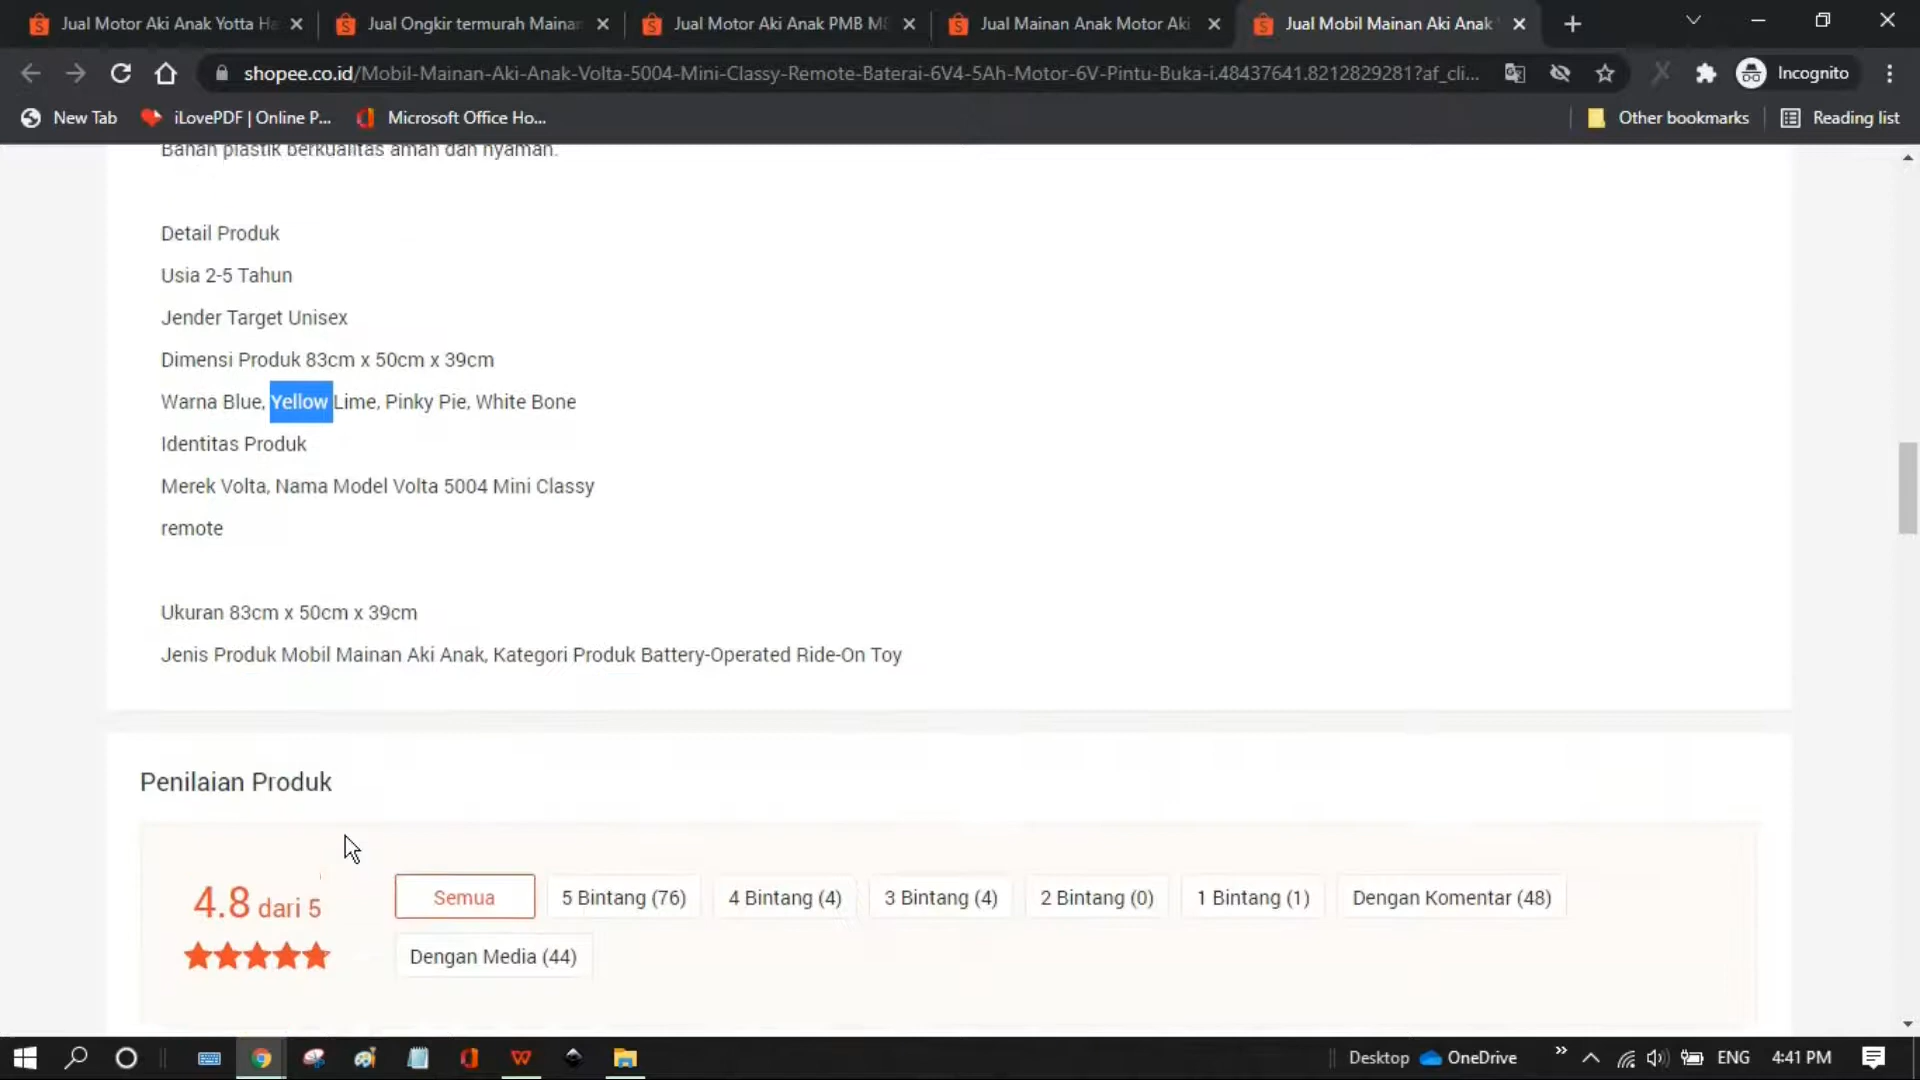 Jual Motor Aki Anak Yotta Ha
Jual Ongkir termurah Mainan
Jual Motor Aki Anak PMB M8
Jual Mainan Anak Motor Aki
Jual Mobil Mainan Aki Anak
shopee.co.id/Mobil-Mainan-Aki-Anak-Volta-5004-Mini-Classy-Remote-Baterai-6V4-5Ah-Motor-6V-Pintu-Buka-i.48437641.8212829281?af_cli...
Incognito
New Tab
iLovePDF | Online P...
Microsoft Office Ho...
Other bookmarks
Reading list
Bahan plastik berkualitas aman dan nyaman.
Detail Produk
Usia 2-5 Tahun
Jender Target Unisex
Dimensi Produk 83cm x 50cm x 39cm
Warna Blue, Yellow Lime, Pinky Pie, White Bone
Identitas Produk
Merek Volta, Nama Model Volta 5004 Mini Classy
remote
Ukuran 83cm x 50cm x 39cm
Jenis Produk Mobil Mainan Aki Anak, Kategori Produk Battery-Operated Ride-On Toy
Penilaian Produk
4.8 dari 5
Semua
5 Bintang (76)
4 Bintang (4)
3 Bintang (4)
2 Bintang (0)
1 Bintang (1)
Dengan Komentar (48)
Dengan Media (44)
Desktop
OneDrive
ENG
4:41 PM